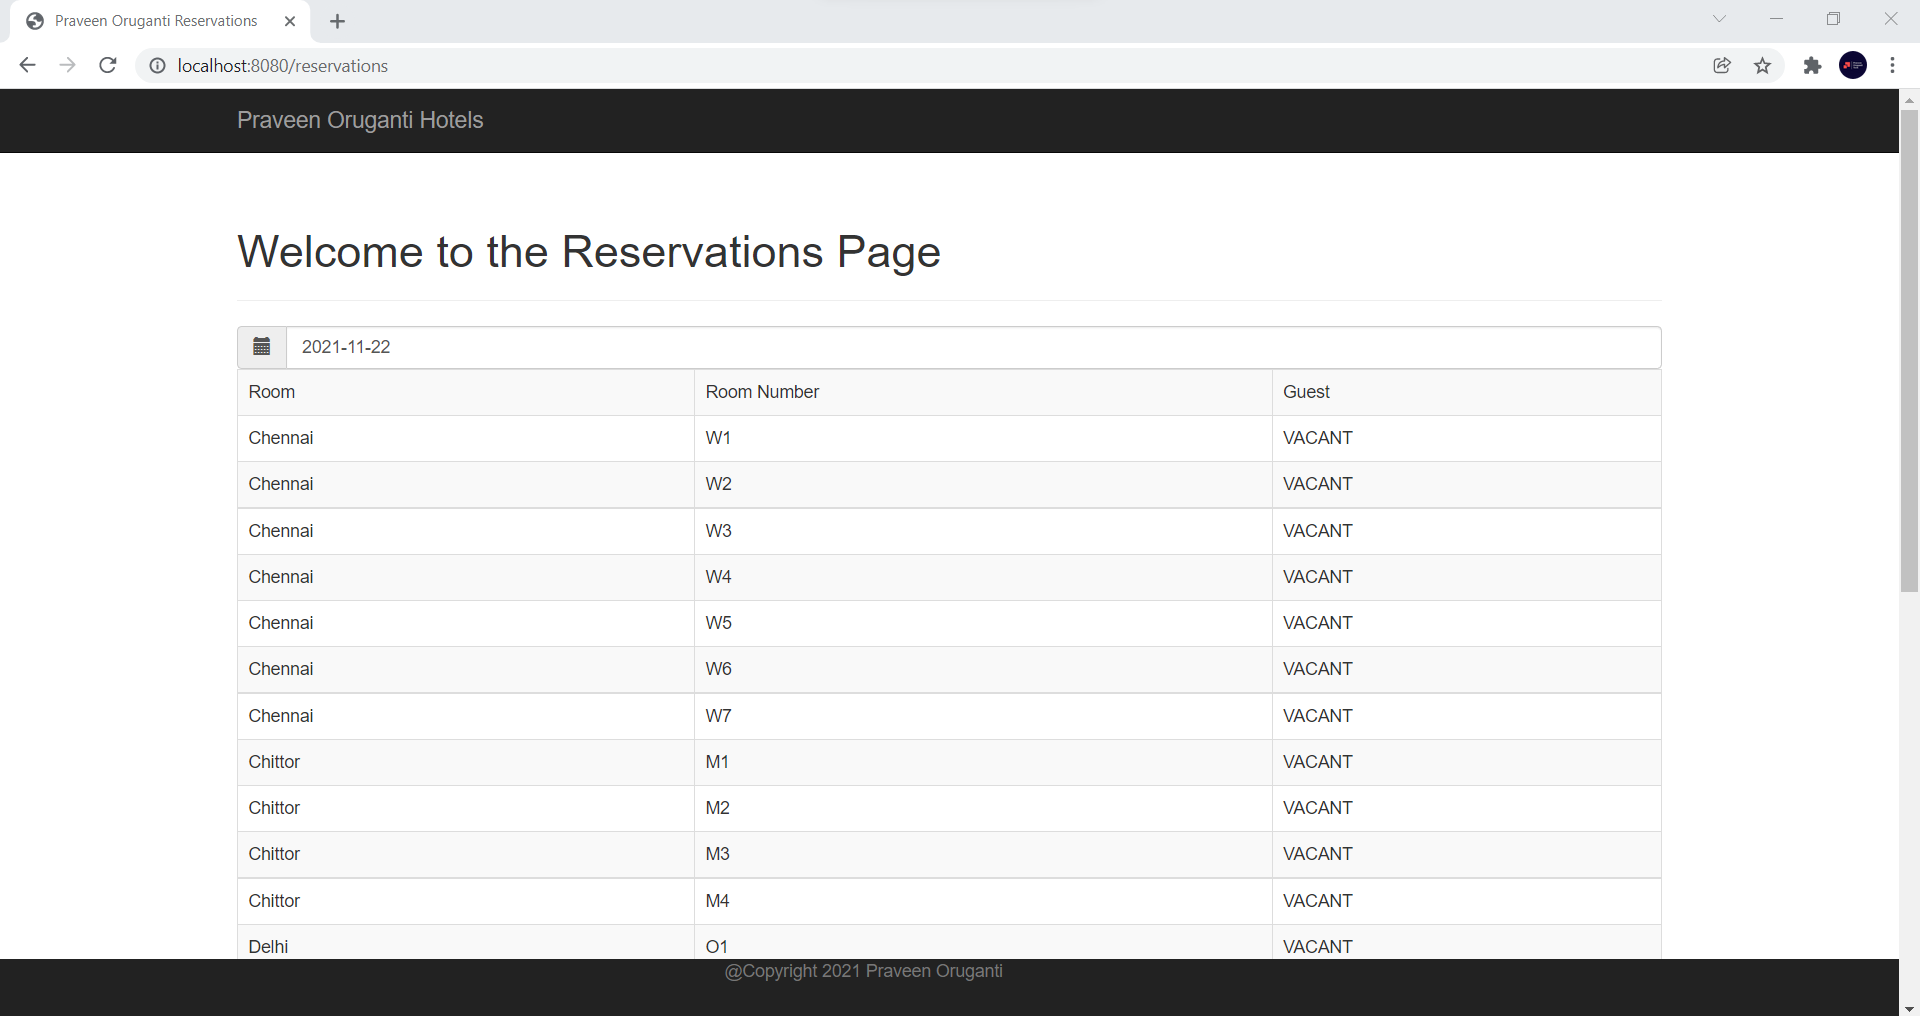 Praveen Oruganti Reservations
localhost:8080/reservations
Praveen Oruganti Hotels
Welcome to the Reservations Page
2021-11-22
Room Room Number Guest
Chennai W1 VACANT
Chennai W2 VACANT
Chennai W3 VACANT
Chennai W4 VACANT
Chennai W5 VACANT
Chennai W6 VACANT
Chennai W7 VACANT
Chittor M1 VACANT
Chittor M2 VACANT
Chittor M3 VACANT
Chittor M4 VACANT
Delhi O1 VACANT
@Copyright 2021 Praveen Oruganti